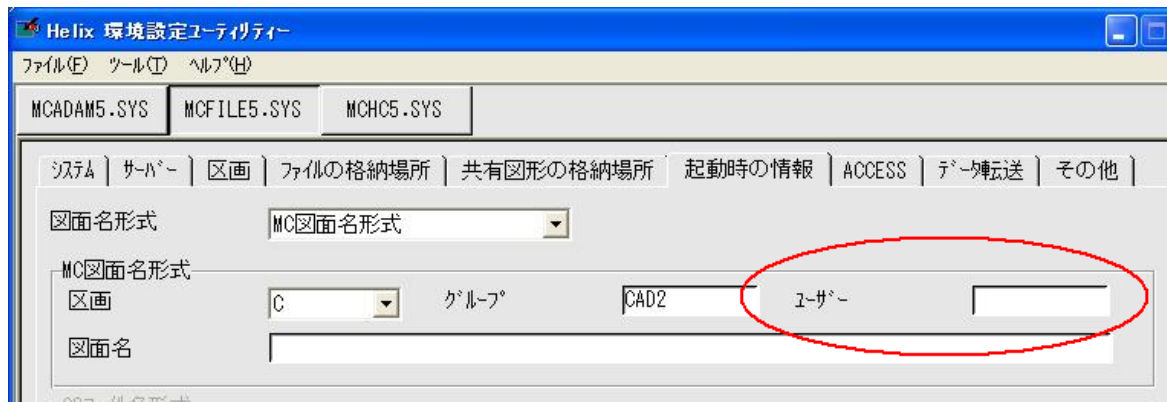 Helix 環境設定ユーティリティー
ファイル(F) ツール(T) ヘルプ(H)
MCADAM5.SYS MCFILE5.SYS MCHC5.SYS
システム サーバー 区画 ファイルの格納場所 共有図形の格納場所 起動時の情報 ACCESS データ転送 その他
図面名形式 MC図面名形式
MC図面名形式
区画 C グループ CAD2 ユーザー
図面名